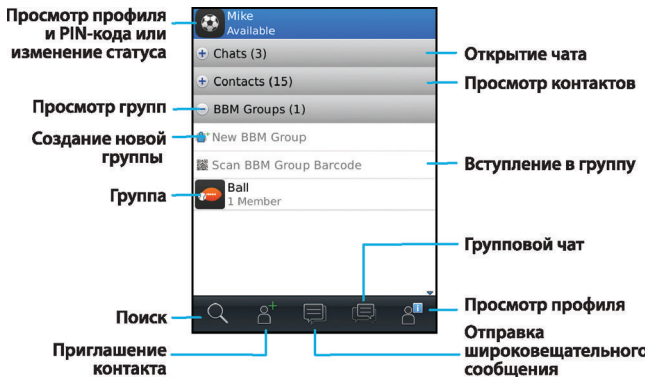 Просмотр профиля
и PIN-кода или
изменение статуса
Mike
Available
Chats (3)
Открытие чата
Contacts (15)
Просмотр контактов
Просмотр групп
BBM Groups (1)
Создание новой
группы
New BBM Group
Scan BBM Group Barcode
Вступление в группу
Группа
Ball
1 Member
Групповой чат
Поиск
Просмотр профиля
Приглашение
контакта
Отправка
широковещательного
сообщения